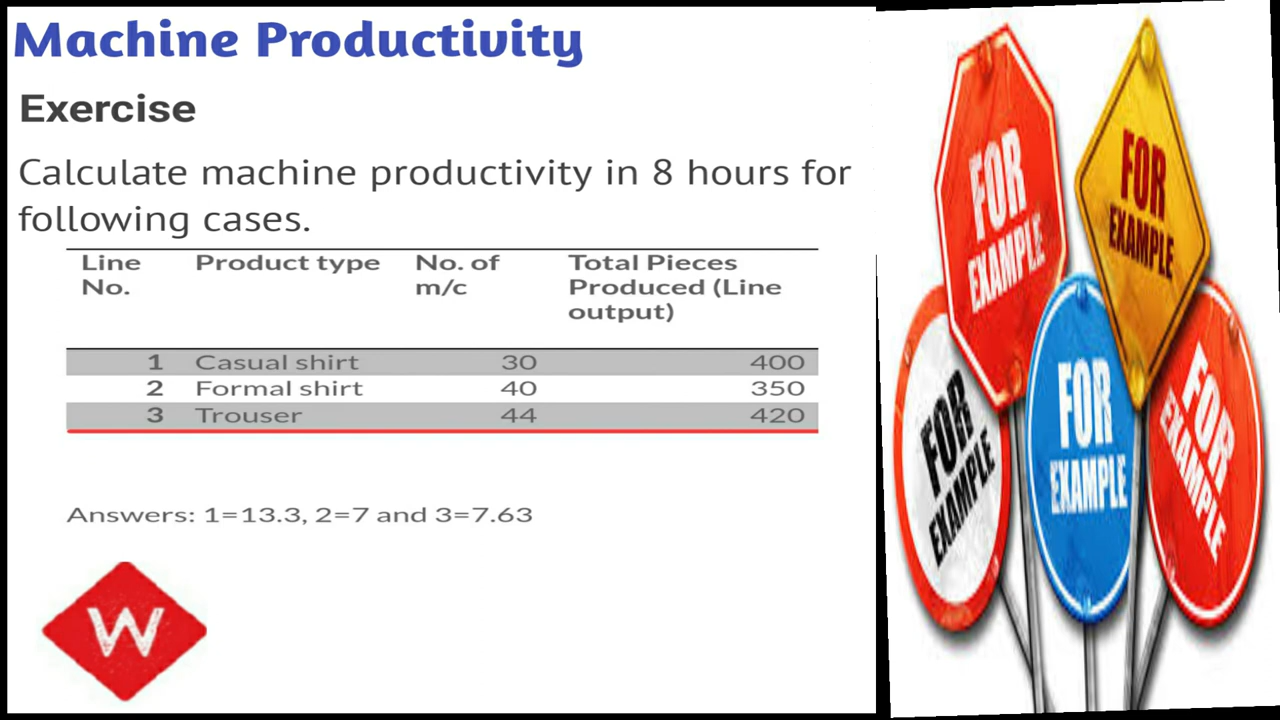 Machine Productivity
Exercise
Calculate machine productivity in 8 hours for
following cases.
Line No. Product type No. of m/c Total Pieces Produced (Line output)
1 Casual shirt 30 400
2 Formal shirt 40 350
3 Trouser 44 420
Answers: 1=13.3, 2=7 and 3=7.63
W
FOR
EXAMPLE
FOR
EXAMPLE
FOR
EXAMPLE
FOR
EXAMPLE
FOR
EXAMPLE